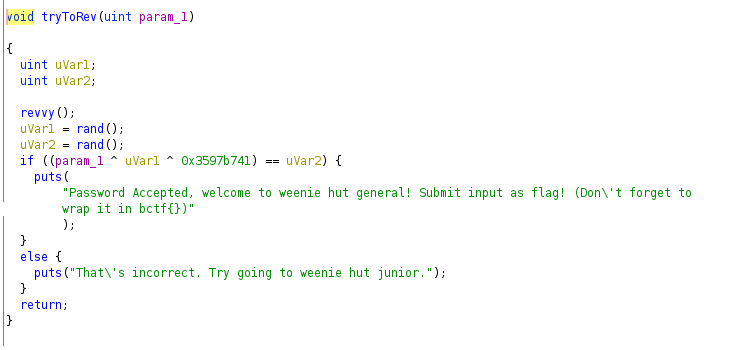 void tryToRev(uint param_1)
{
uint uVar1;
uint uVar2;
revvy();
uVar1 = rand();
uVar2 = rand();
if ((param_1 ^ uVar1 ^ 0x3597b741) == uVar2) {
puts(
"Password Accepted, welcome to weenie hut general! Submit input as flag! (Don\'t forget to
wrap it in bctf{})"
);
}
else {
puts("That\'s incorrect. Try going to weenie hut junior.");
}
return;
}